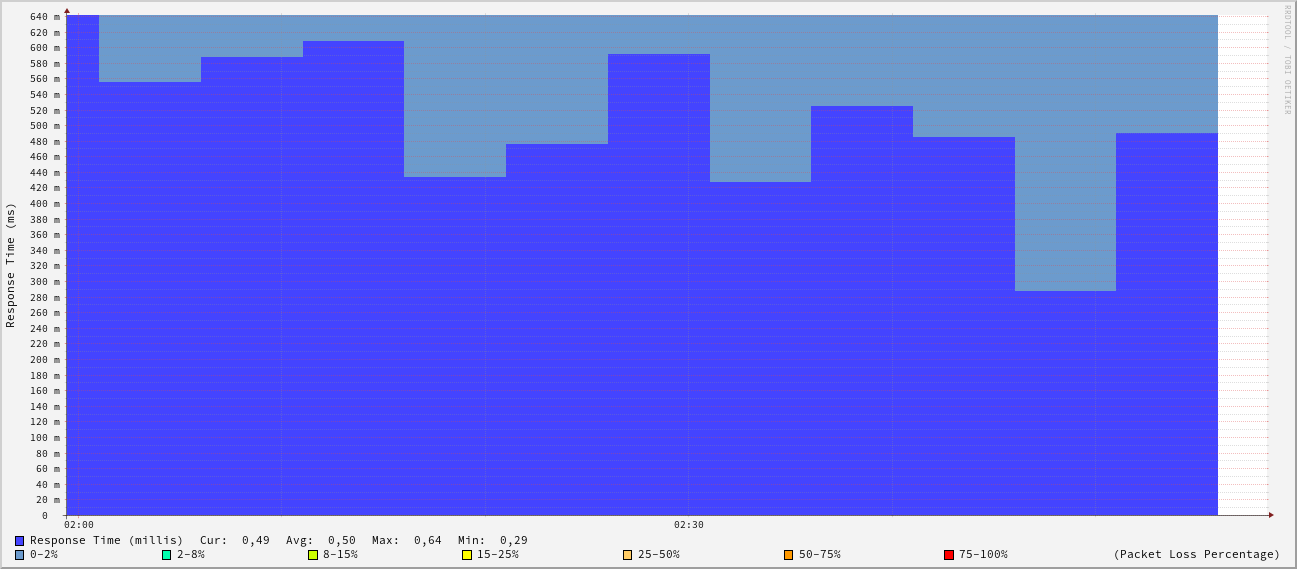 640 m
620 m
600 m
580 m
560 m
540 m
520 m
500 m
480 m
460 m
440 m
420 m
400 m
380 m
360 m
340 m
320 m
300 m
280 m
260 m
240 m
220 m
200 m
180 m
160 m
140 m
120 m
100 m
80 m
60 m
40 m
20 m
0
Response Time (ms)
RRDTOOL / TOBI OETIKER
02:00 02:30
Response Time (millis) Cur: 0,49 Avg: 0,50 Max: 0,64 Min: 0,29
0-2% 2-8% 8-15% 15-25% 25-50% 50-75% 75-100% (Packet Loss Percentage)